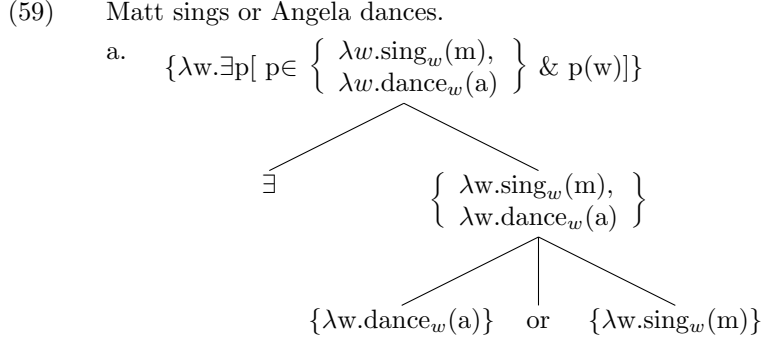 (59) Matt sings or Angela dances.
a. {λw.∃p[ p∈ { λw.sing_w(m), λw.dance_w(a) } & p(w)]}
∃ { λw.sing_w(m), λw.dance_w(a) }
{λw.dance_w(a)} or {λw.sing_w(m)}